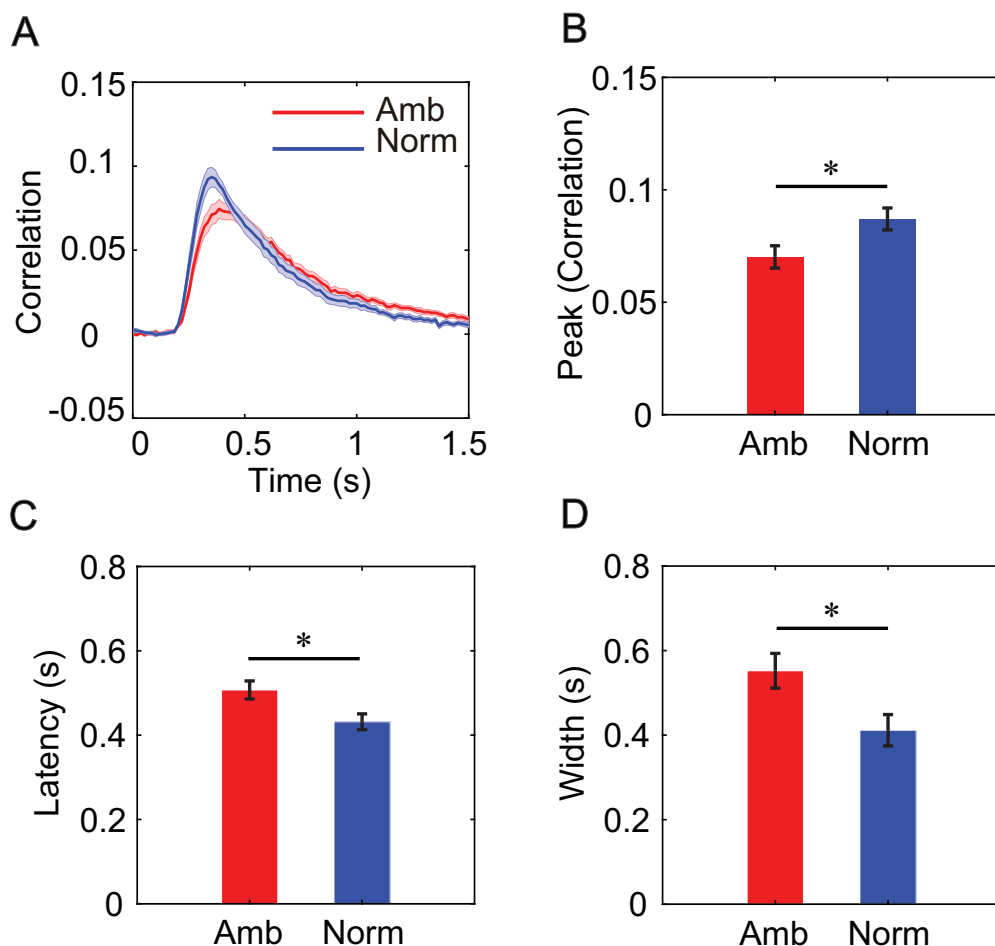 A
Correlation
0.15
0.1
0.05
0
-0.05
Amb
Norm
0 0.5 1 1.5
Time (s)
B
Peak (Correlation)
0.15
0.1
0.05
0
*
Amb Norm
C
Latency (s)
0.8
0.6
0.4
0.2
0
*
Amb Norm
D
Width (s)
0.8
0.6
0.4
0.2
0
*
Amb Norm